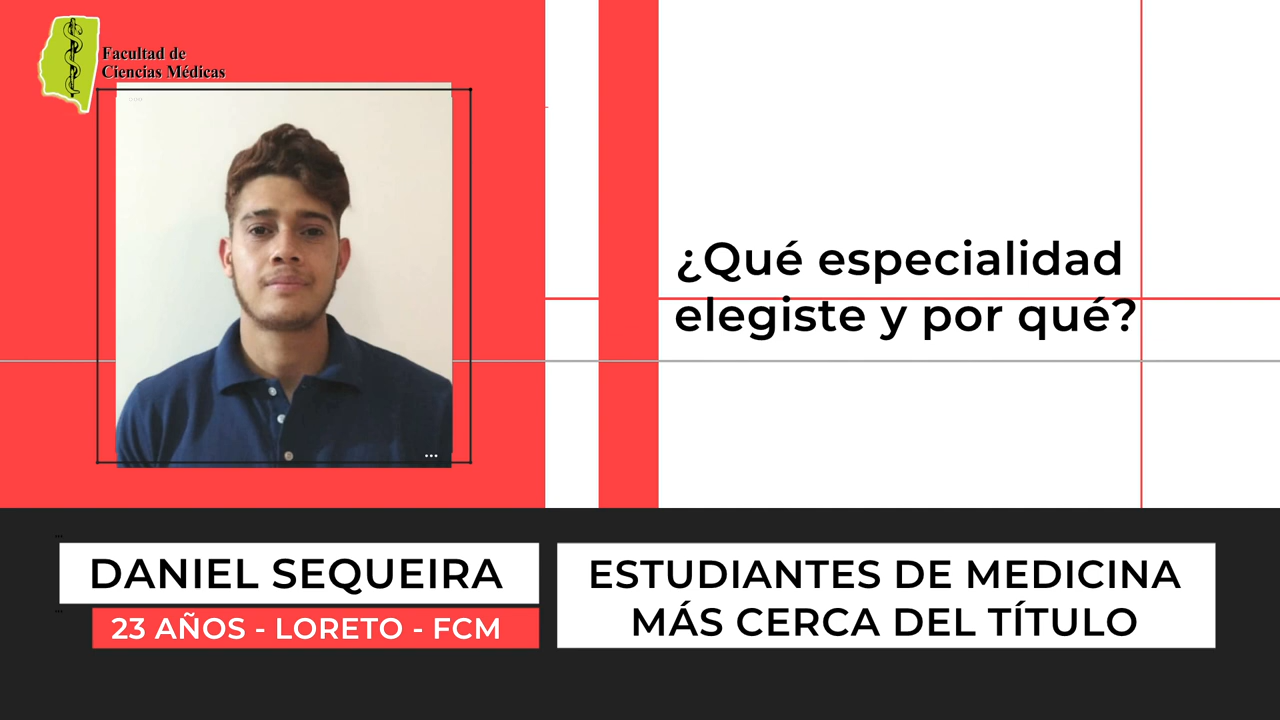 Facultad de
Ciencias Médicas
¿Qué especialidad
elegiste y por qué?
DANIEL SEQUEIRA
23 AÑOS - LORETO - FCM
ESTUDIANTES DE MEDICINA
MÁS CERCA DEL TÍTULO